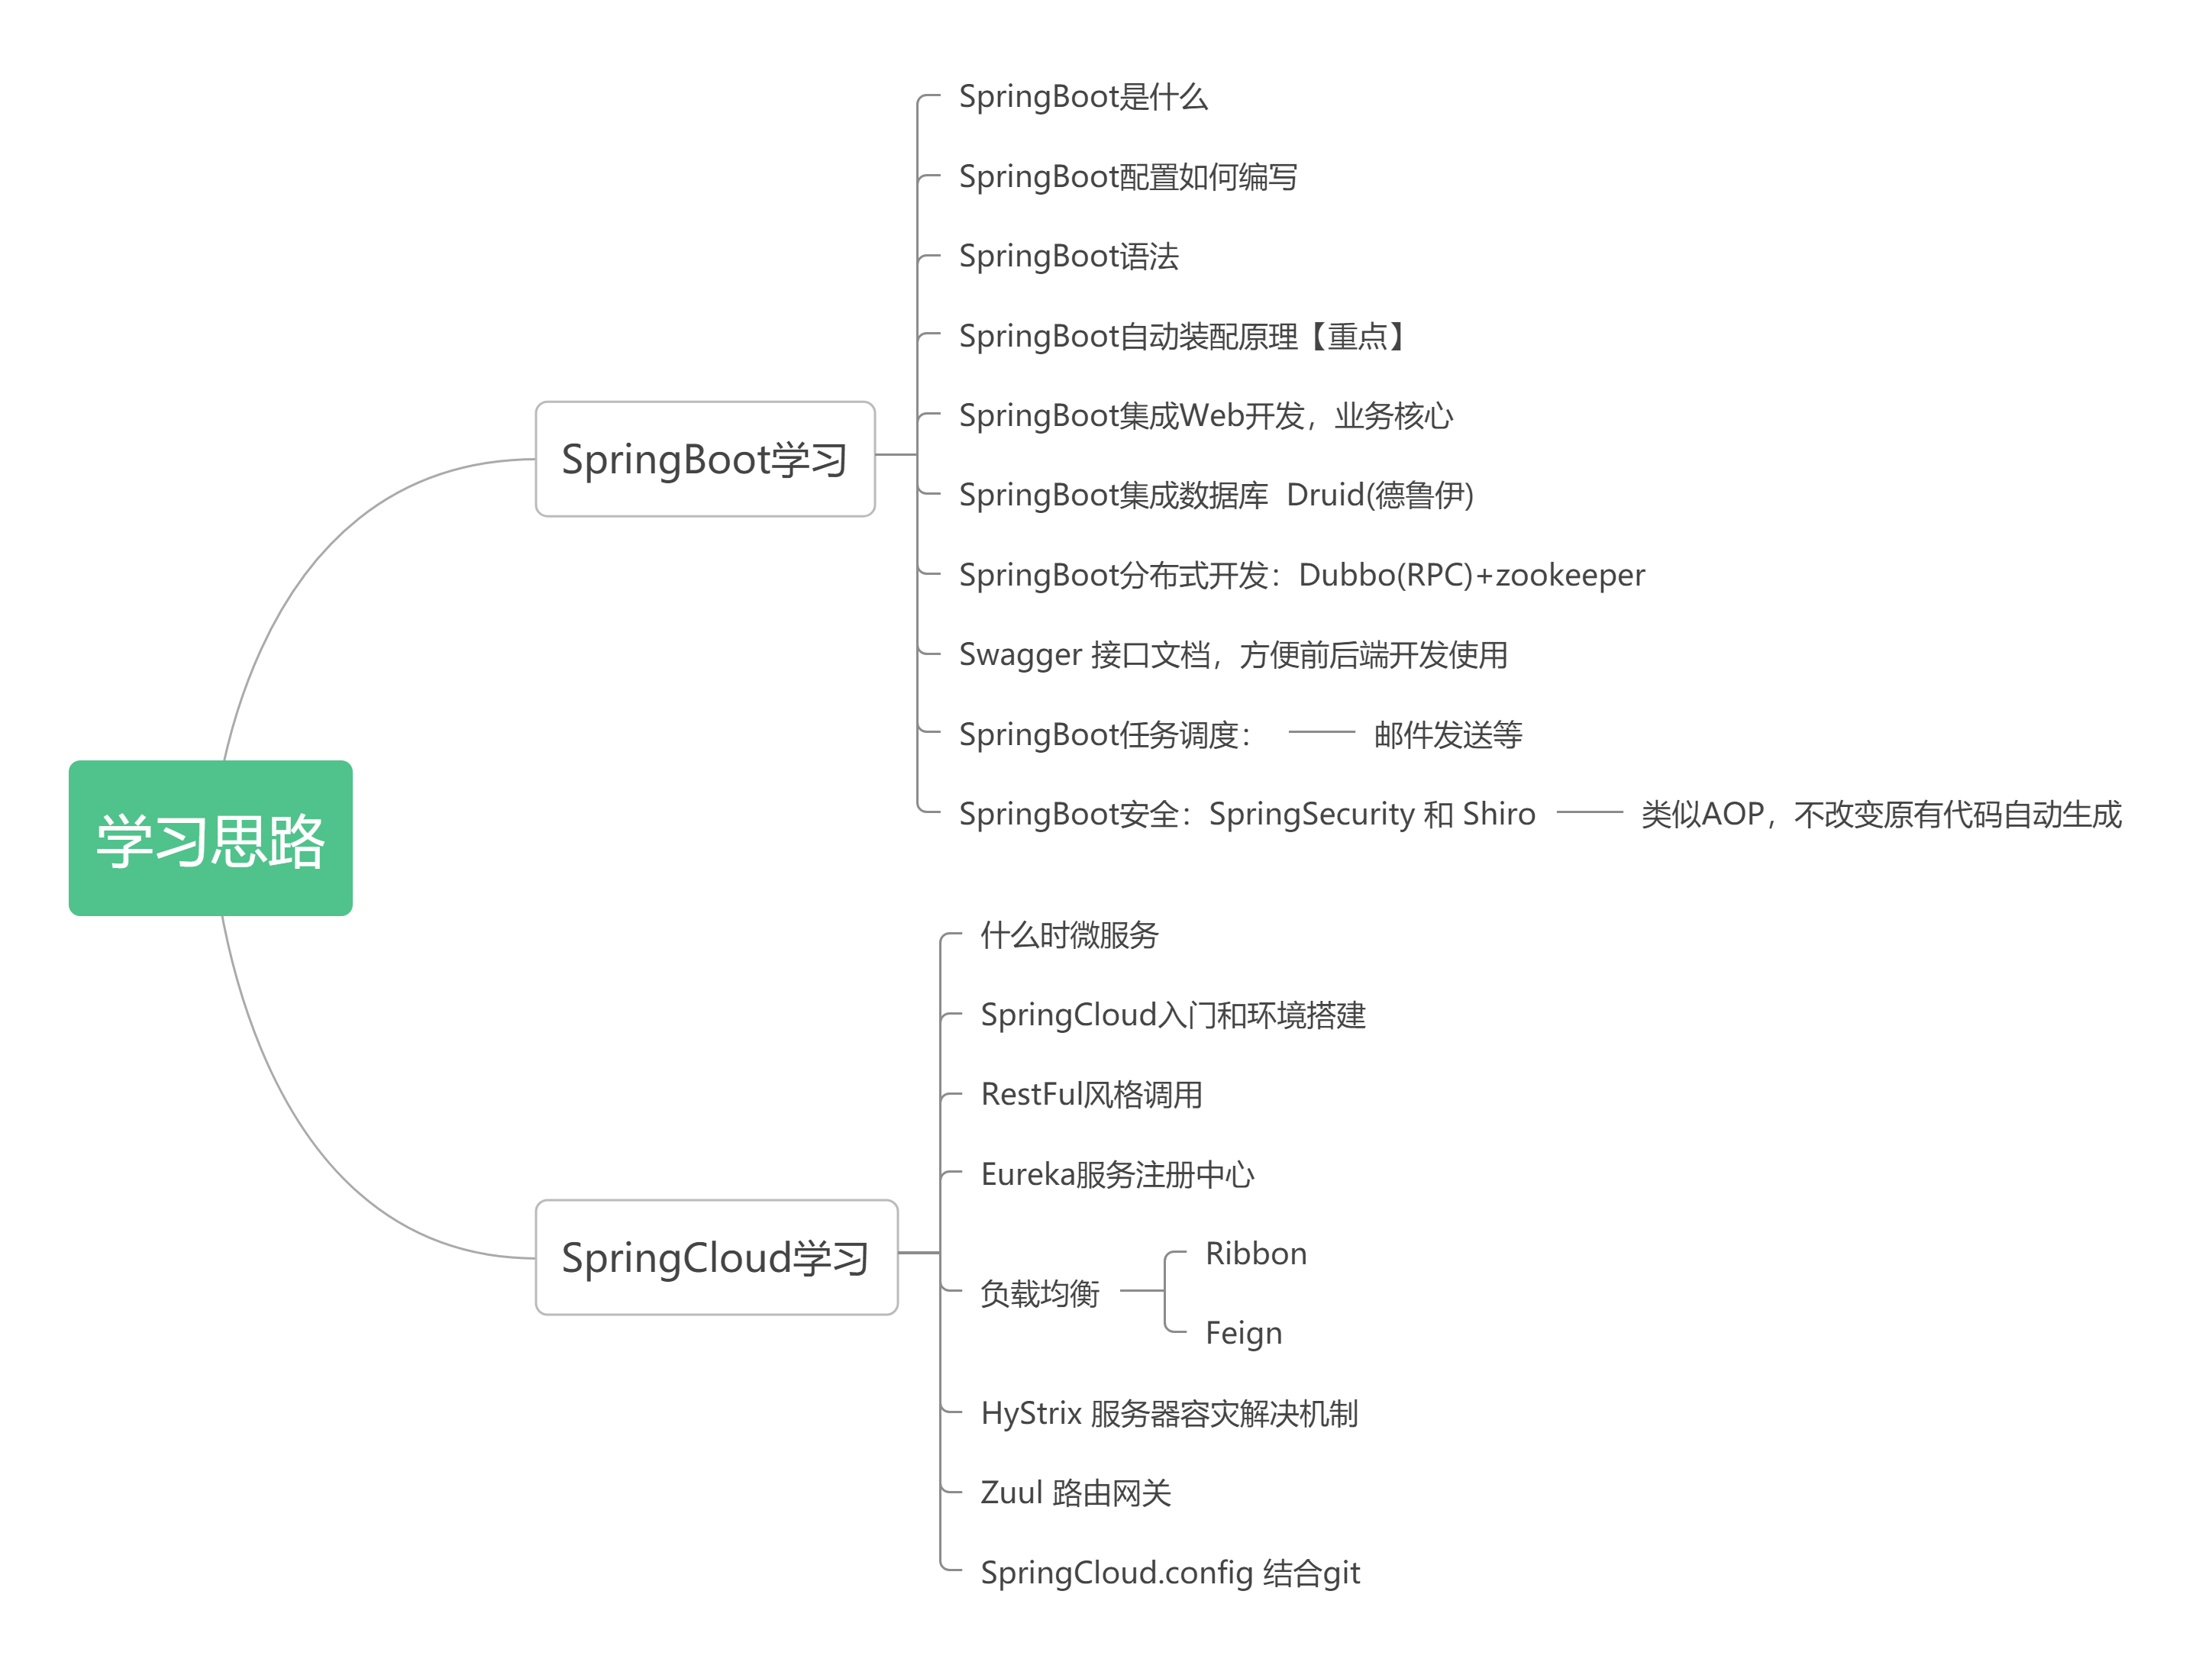 学习思路
SpringBoot学习
SpringBoot是什么
SpringBoot配置如何编写
SpringBoot语法
SpringBoot自动装配原理【重点】
SpringBoot集成Web开发，业务核心
SpringBoot集成数据库  Druid(德鲁伊)
SpringBoot分布式开发：Dubbo(RPC)+zookeeper
Swagger 接口文档，方便前后端开发使用
SpringBoot任务调度：
邮件发送等
SpringBoot安全：SpringSecurity 和 Shiro
类似AOP，不改变原有代码自动生成
SpringCloud学习
什么时微服务
SpringCloud入门和环境搭建
RestFul风格调用
Eureka服务注册中心
负载均衡
Ribbon
Feign
HyStrix 服务器容灾解决机制
Zuul 路由网关
SpringCloud.config 结合git